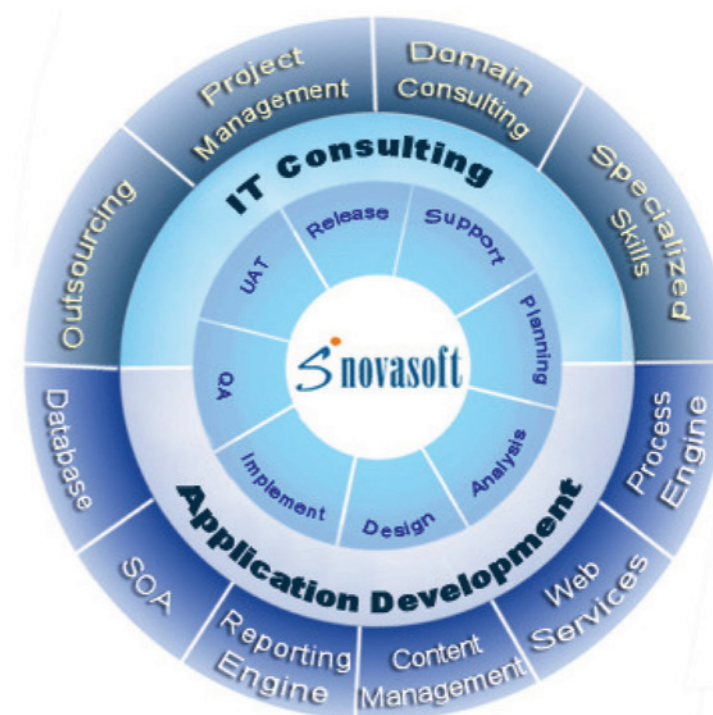 Outsourcing
Project
Management
Domain
Consulting
Specialized
Skills
IT Consulting
UAT
Release
Support
Planning
QA
Sinovasoft
Implement
Design
Analysis
Application Development
Database
SOA
Reporting
Engine
Content
Management
Web
Services
Process
Engine